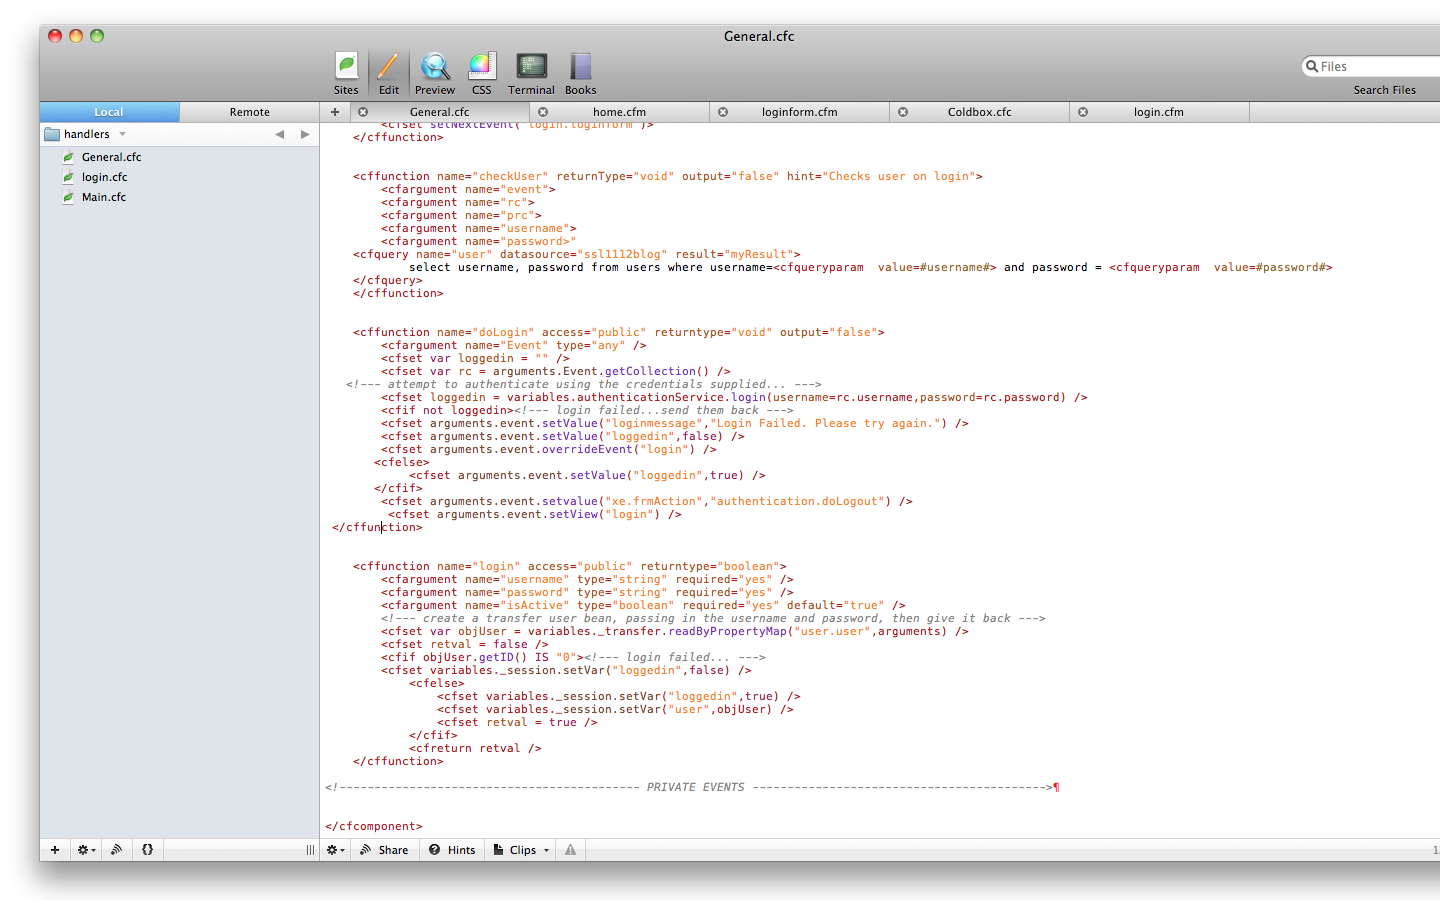 General.cfc
Sites Edit Preview CSS Terminal Books
Files
Search Files
Local Remote
+ General.cfc home.cfm loginform.cfm Coldbox.cfc login.cfm
handlers
General.cfc
login.cfc
Main.cfc
<cfset setNextEvent("login.loginform")>
</cffunction>
<cffunction name="checkUser" returnType="void" output="false" hint="Checks user on login">
<cfargument name="event">
<cfargument name="rc">
<cfargument name="prc">
<cfargument name="username">
<cfargument name="password>"
<cfquery name="user" datasource="ssl1112blog" result="myResult">
select username, password from users where username=<cfqueryparam  value=#username#> and password = <cfqueryparam  value=#password#>
</cfquery>
</cffunction>
<cffunction name="doLogin" access="public" returntype="void" output="false">
<cfargument name="Event" type="any" />
<cfset var loggedin = "" />
<cfset var rc = arguments.Event.getCollection() />
<!--- attempt to authenticate using the credentials supplied... --->
<cfset loggedin = variables.authenticationService.login(username=rc.username,password=rc.password) />
<cfif not loggedin><!--- login failed...send them back --->
<cfset arguments.event.setValue("loginmessage","Login Failed. Please try again.") />
<cfset arguments.event.setValue("loggedin",false) />
<cfset arguments.event.overrideEvent("login") />
<cfelse>
<cfset arguments.event.setValue("loggedin",true) />
</cfif>
<cfset arguments.event.setvalue("xe.frmAction","authentication.doLogout") />
<cfset arguments.event.setView("login") />
</cffunction>
<cffunction name="login" access="public" returntype="boolean">
<cfargument name="username" type="string" required="yes" />
<cfargument name="password" type="string" required="yes" />
<cfargument name="isActive" type="boolean" required="yes" default="true" />
<!--- create a transfer user bean, passing in the username and password, then give it back --->
<cfset var objUser = variables._transfer.readByPropertyMap("user.user",arguments) />
<cfset retval = false />
<cfif objUser.getID() IS "0"><!--- login failed... --->
<cfset variables._session.setVar("loggedin",false) />
<cfelse>
<cfset variables._session.setVar("loggedin",true) />
<cfset variables._session.setVar("user",objUser) />
<cfset retval = true />
</cfif>
<cfreturn retval />
</cffunction>
<!------------------------------------------- PRIVATE EVENTS ------------------------------------------>¶
</cfcomponent>
+ {} Share Hints Clips